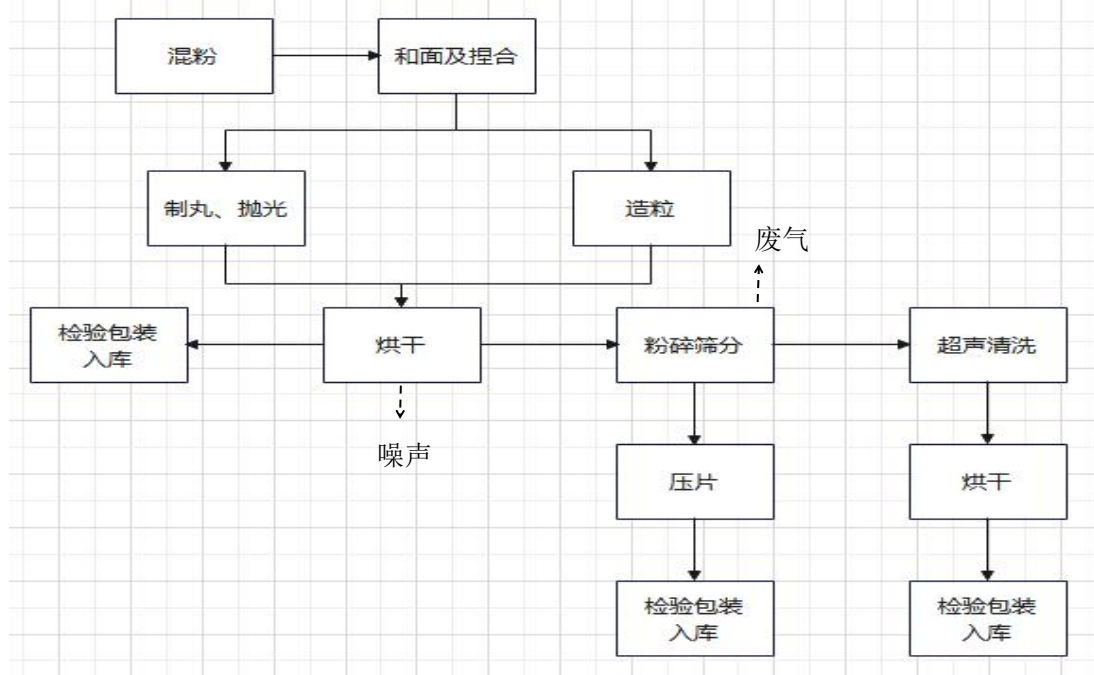 混粉
和面及捏合
制丸、抛光
造粒
废气
检验包装
入库
烘干
粉碎筛分
超声清洗
噪声
压片
烘干
检验包装
入库
检验包装
入库